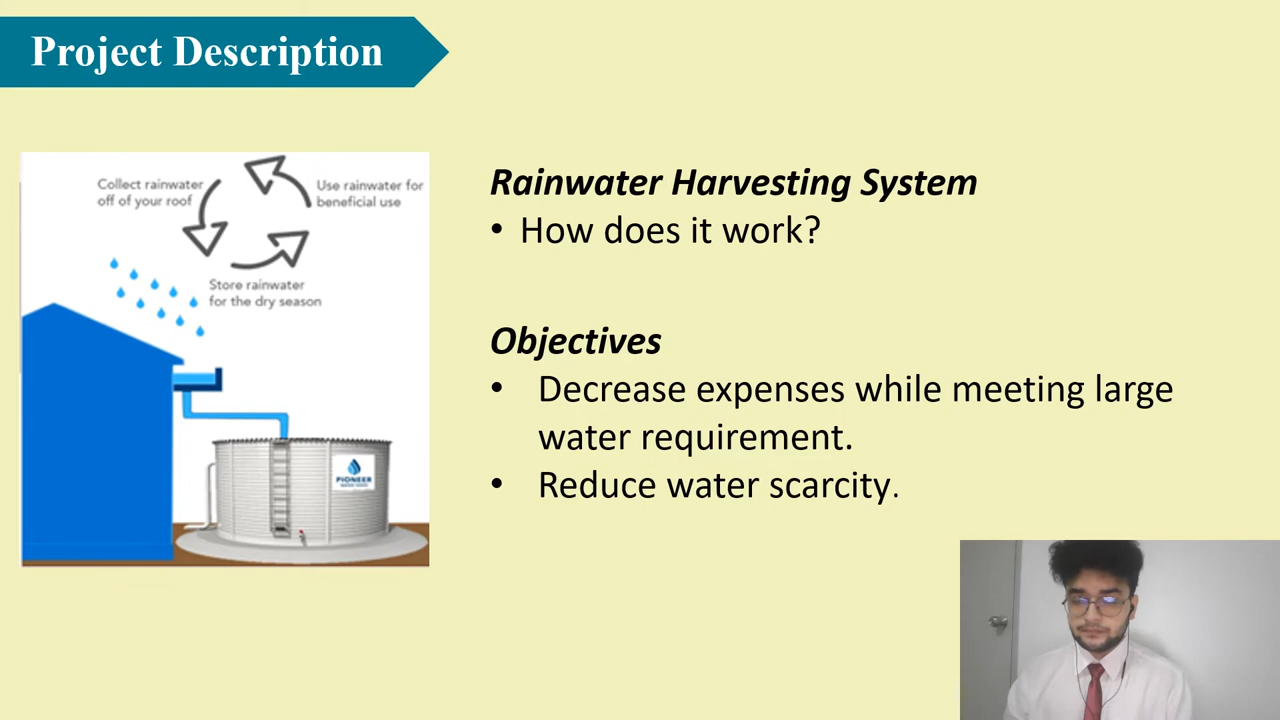 Project Description
Collect rainwater
off of your roof
Use rainwater for
beneficial use
Store rainwater
for the dry season
PIONEER
Rainwater Harvesting System
• How does it work?
Objectives
• Decrease expenses while meeting large
water requirement.
• Reduce water scarcity.